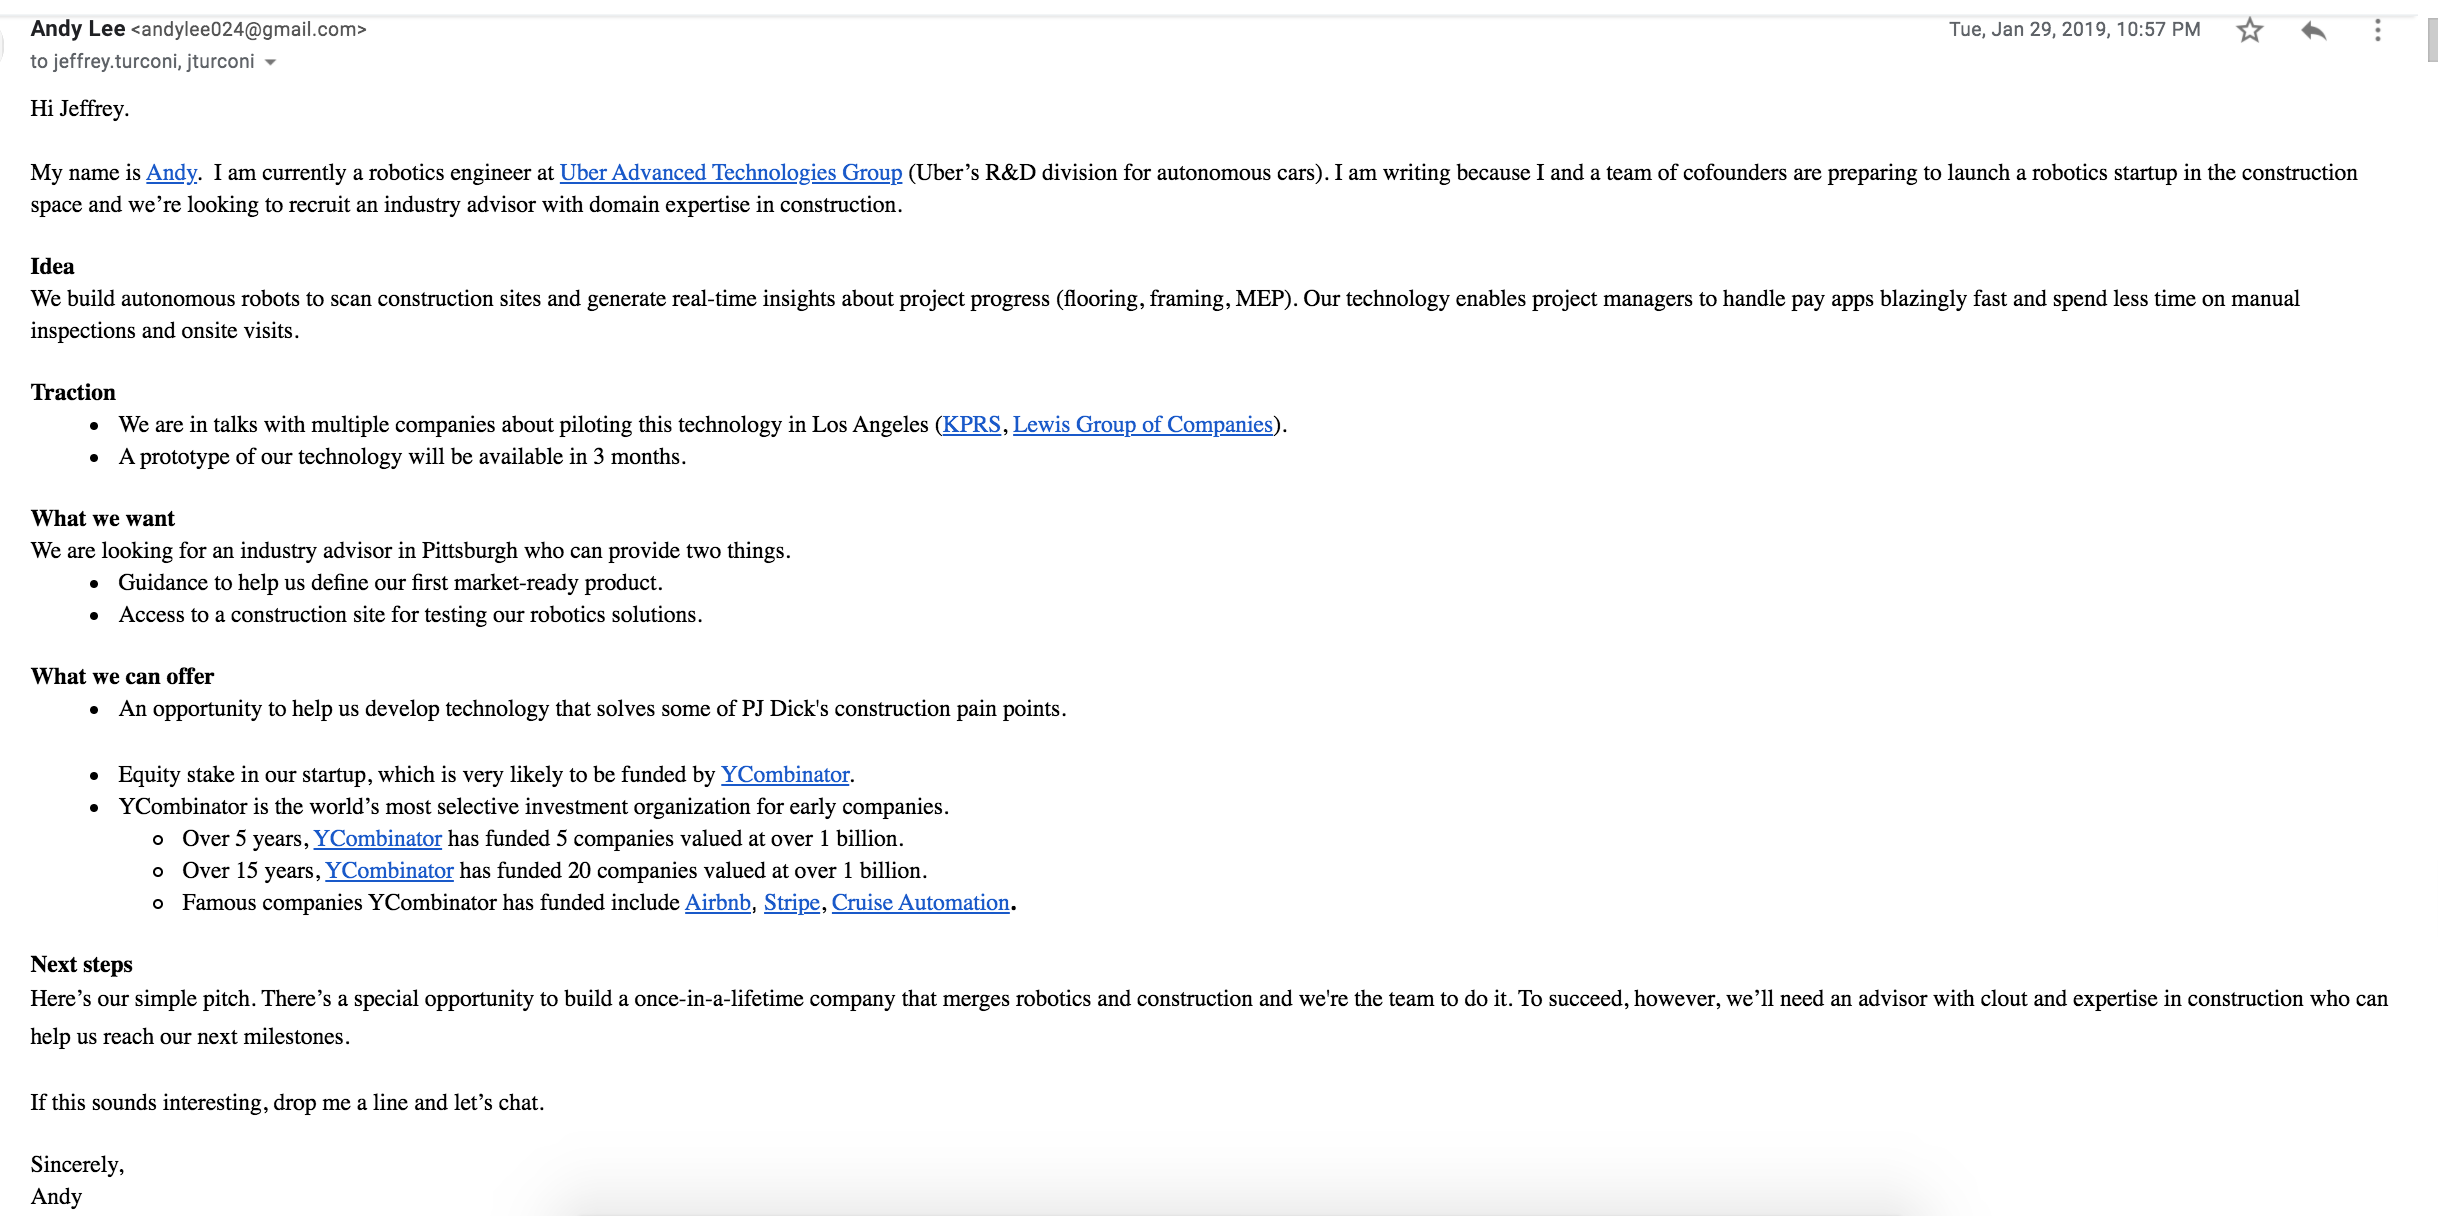 Andy Lee <andylee024@gmail.com>
Tue, Jan 29, 2019, 10:57 PM
to jeffrey.turconi, jturconi
Hi Jeffrey.
My name is Andy.  I am currently a robotics engineer at Uber Advanced Technologies Group (Uber’s R&D division for autonomous cars). I am writing because I and a team of cofounders are preparing to launch a robotics startup in the construction
space and we’re looking to recruit an industry advisor with domain expertise in construction.
Idea
We build autonomous robots to scan construction sites and generate real-time insights about project progress (flooring, framing, MEP). Our technology enables project managers to handle pay apps blazingly fast and spend less time on manual
inspections and onsite visits.
Traction
• We are in talks with multiple companies about piloting this technology in Los Angeles (KPRS, Lewis Group of Companies).
• A prototype of our technology will be available in 3 months.
What we want
We are looking for an industry advisor in Pittsburgh who can provide two things.
• Guidance to help us define our first market-ready product.
• Access to a construction site for testing our robotics solutions.
What we can offer
• An opportunity to help us develop technology that solves some of PJ Dick's construction pain points.
• Equity stake in our startup, which is very likely to be funded by YCombinator.
• YCombinator is the world’s most selective investment organization for early companies.
◦ Over 5 years, YCombinator has funded 5 companies valued at over 1 billion.
◦ Over 15 years, YCombinator has funded 20 companies valued at over 1 billion.
◦ Famous companies YCombinator has funded include Airbnb, Stripe, Cruise Automation.
Next steps
Here’s our simple pitch. There’s a special opportunity to build a once-in-a-lifetime company that merges robotics and construction and we're the team to do it. To succeed, however, we’ll need an advisor with clout and expertise in construction who can
help us reach our next milestones.
If this sounds interesting, drop me a line and let’s chat.
Sincerely,
Andy